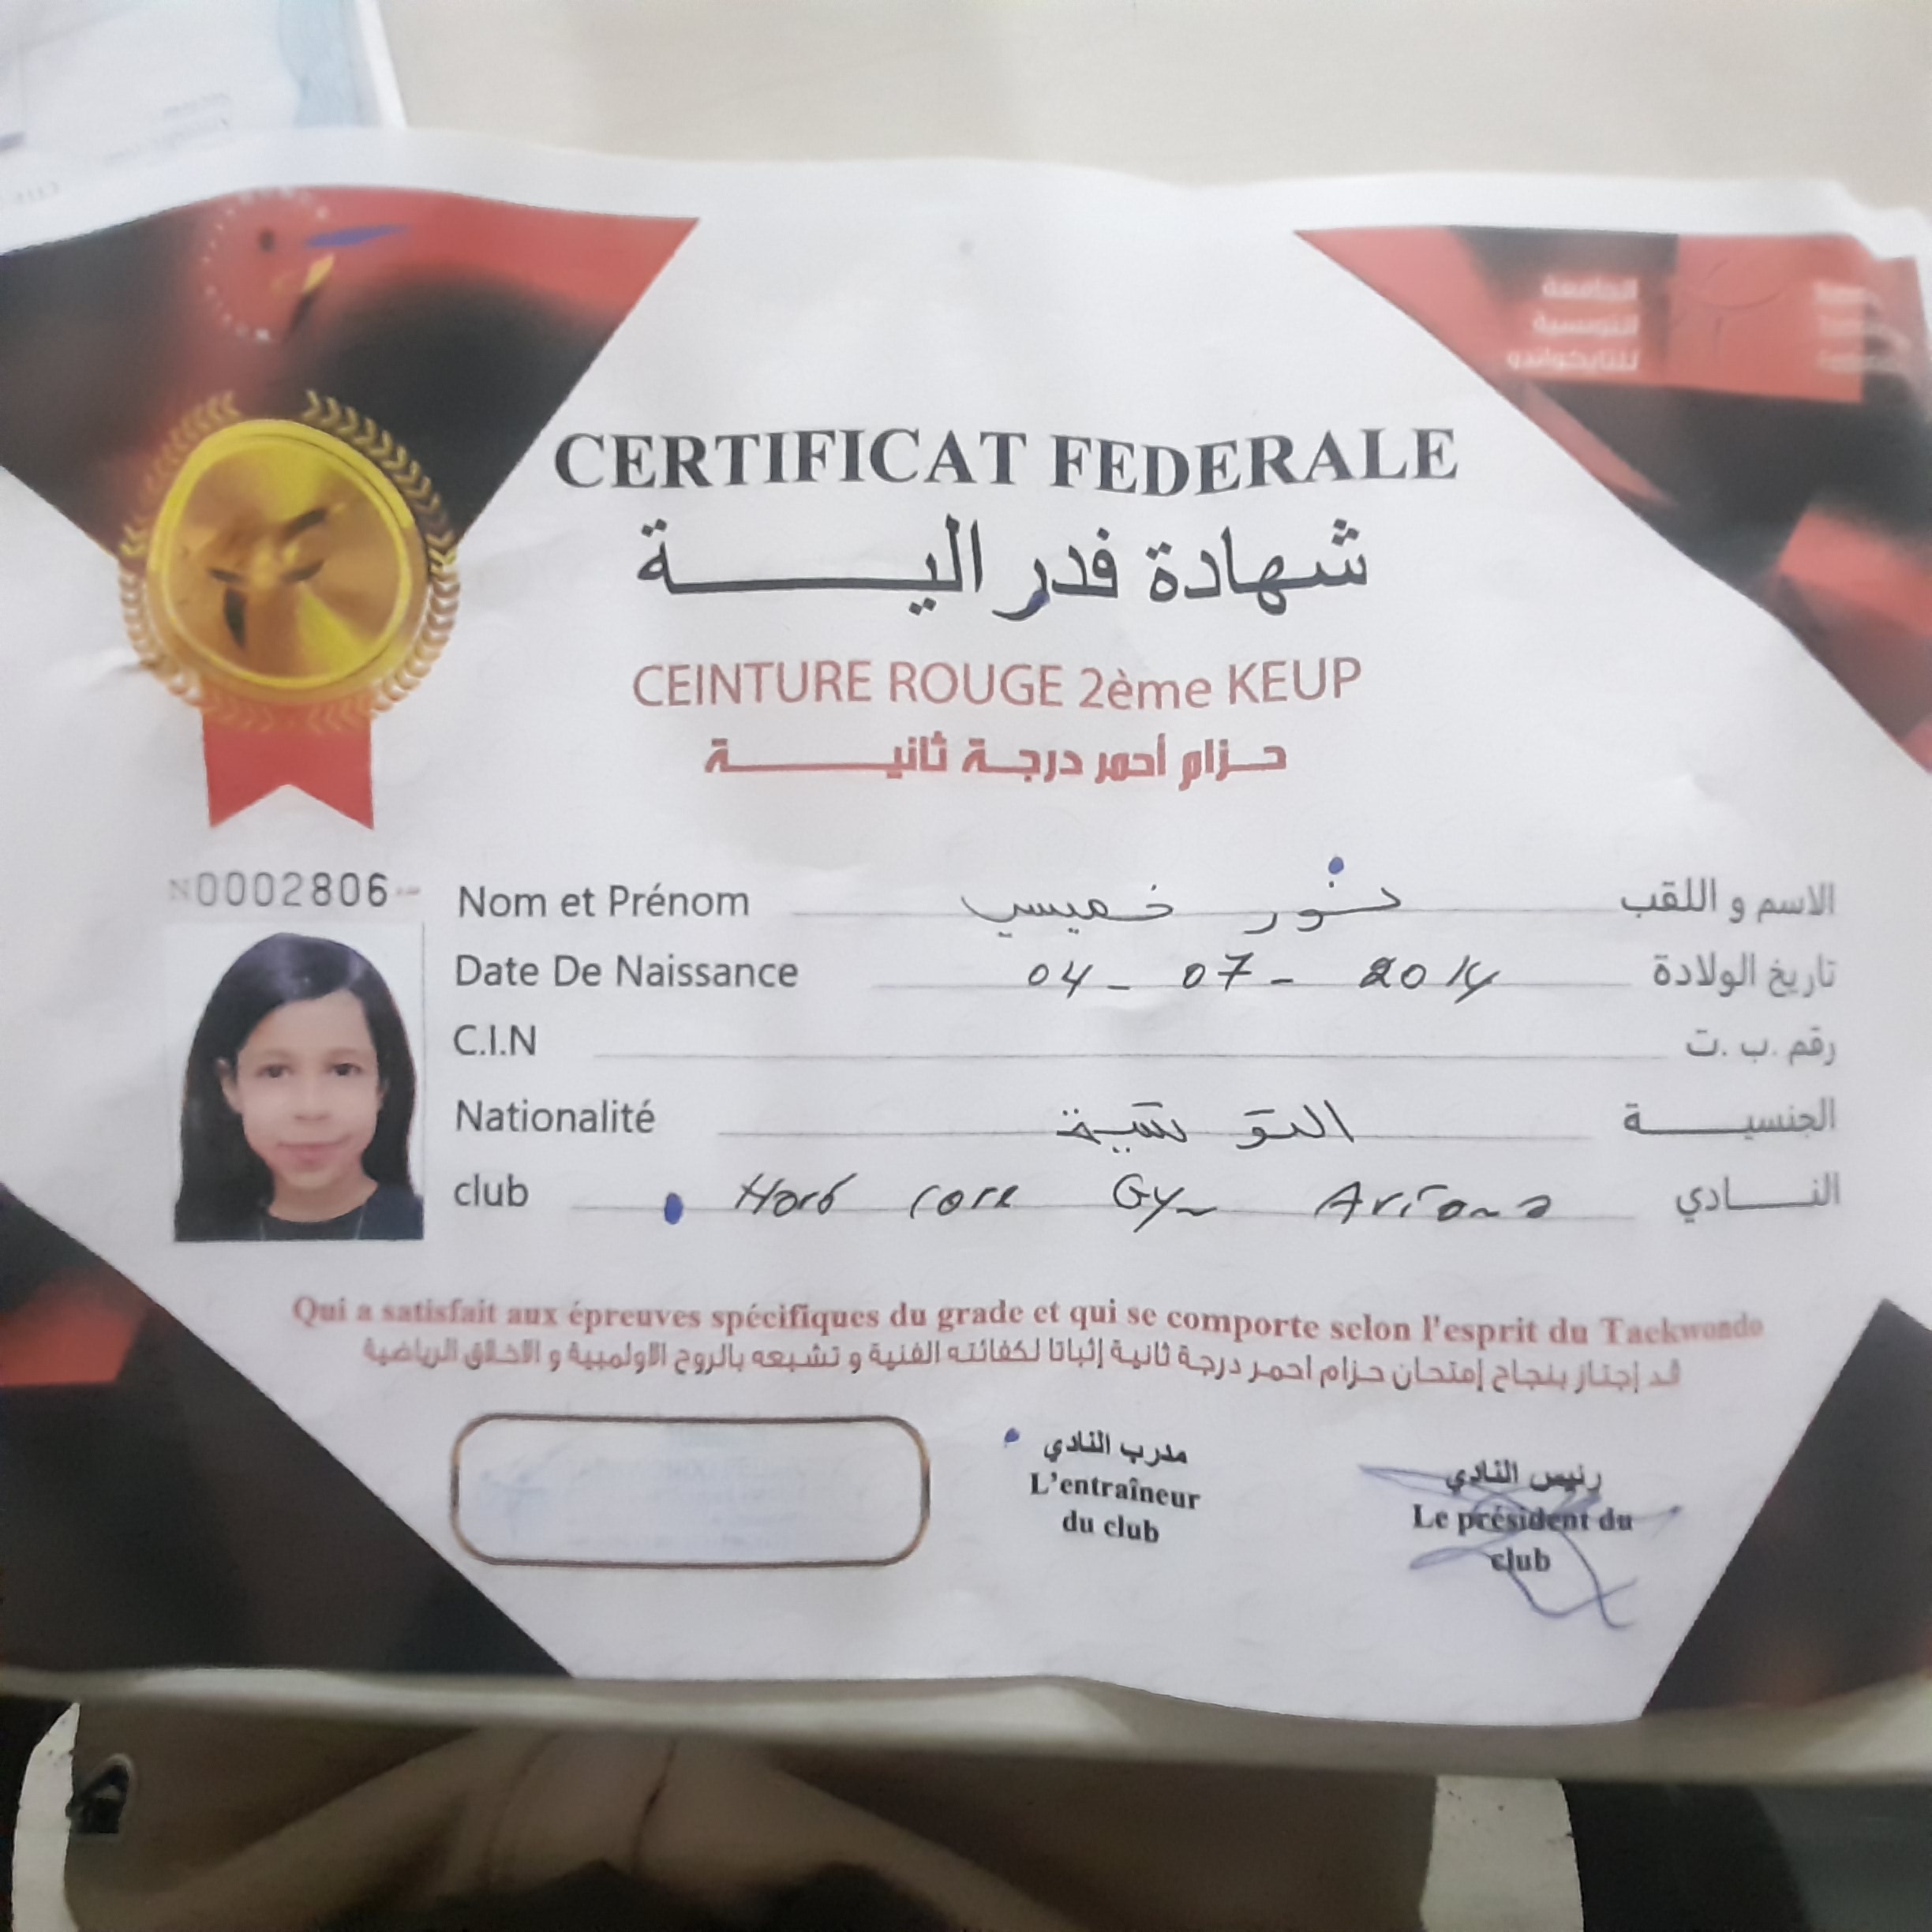 الجامعة
التونسية
للتايكواندو
CERTIFICAT FEDERALE
شهادة فدرالية
CEINTURE ROUGE 2ème KEUP
حزام أحمر درجة ثانية
N0002806
Nom et Prénom نور خميسي الاسم و اللقب
Date De Naissance 04 - 07 - 2014 تاريخ الولادة
C.I.N رقم .ب .ت
Nationalité التونسية الجنسية
club Hard core Gym Ariana النادي
Qui a satisfait aux épreuves spécifiques du grade et qui se comporte selon l'esprit du Taekwondo
قد إجتاز بنجاح إمتحان حزام احمر درجة ثانية إثباتا لكفائته الفنية و تشبعه بالروح الاولمبية و الاخلاق الرياضية
مدرب النادي
L'entraîneur
du club
رئيس النادي
Le président du
club